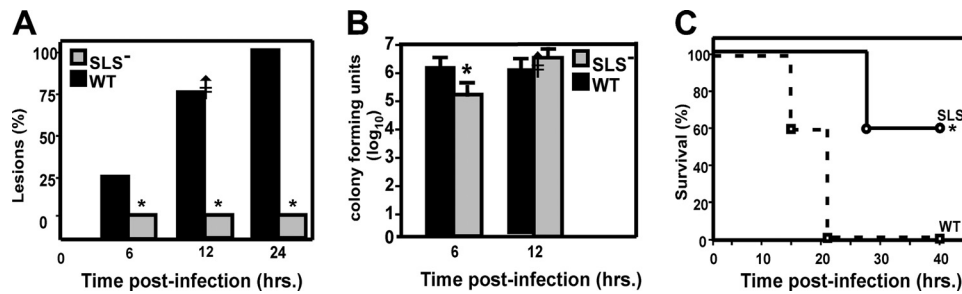 A
SLS-
WT
Lesions (%)
100
75
50
25
0
*
*
*
‡
0
6
12
24
Time post-infection (hrs.)
B
SLS-
WT
colony forming units
(log10)
7
6
5
4
3
2
1
0
*
‡
6
12
Time post-infection (hrs.)
C
Survival (%)
100
80
60
40
20
0
SLS
*
WT
0
10
20
30
40
Time post-infection (hrs.)